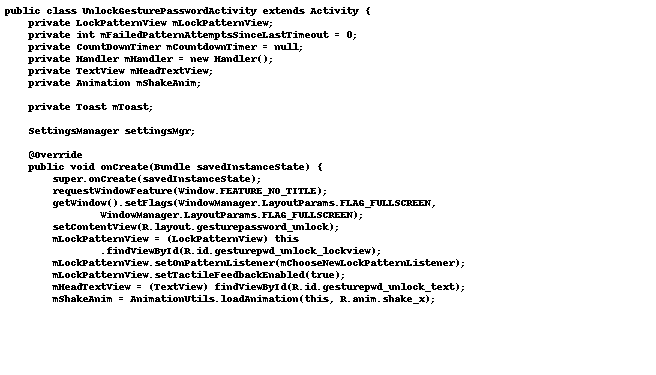 public class UnlockGesturePasswordActivity extends Activity {
    private LockPatternView mLockPatternView;
    private int mFailedPatternAttemptsSinceLastTimeout = 0;
    private CountDownTimer mCountdownTimer = null;
    private Handler mHandler = new Handler();
    private TextView mHeadTextView;
    private Animation mShakeAnim;

    private Toast mToast;

    SettingsManager settingsMgr;

    @Override
    public void onCreate(Bundle savedInstanceState) {
        super.onCreate(savedInstanceState);
        requestWindowFeature(Window.FEATURE_NO_TITLE);
        getWindow().setFlags(WindowManager.LayoutParams.FLAG_FULLSCREEN,
                WindowManager.LayoutParams.FLAG_FULLSCREEN);
        setContentView(R.layout.gesturepassword_unlock);
        mLockPatternView = (LockPatternView) this
                .findViewById(R.id.gesturepwd_unlock_lockview);
        mLockPatternView.setOnPatternListener(mChooseNewLockPatternListener);
        mLockPatternView.setTactileFeedbackEnabled(true);
        mHeadTextView = (TextView) findViewById(R.id.gesturepwd_unlock_text);
        mShakeAnim = AnimationUtils.loadAnimation(this, R.anim.shake_x);